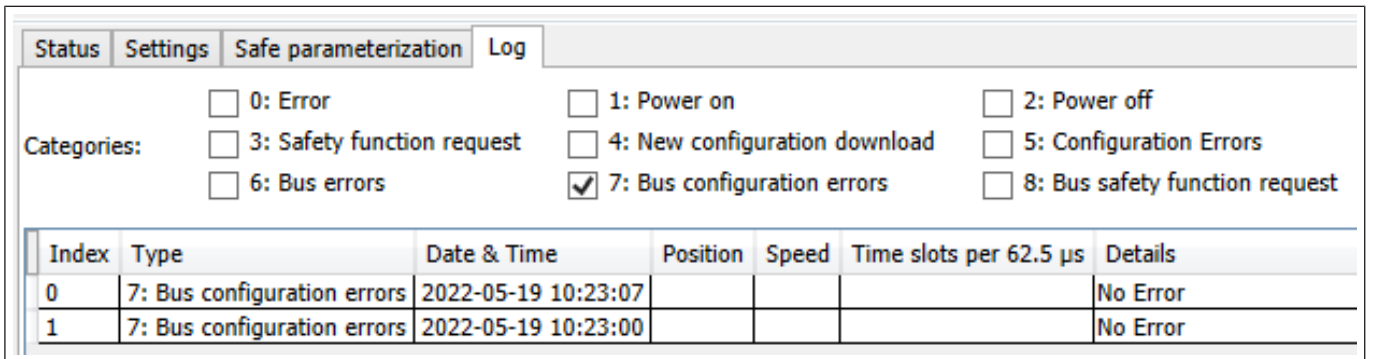 Status Settings Safe parameterization Log
0: Error 1: Power on 2: Power off
Categories: 3: Safety function request 4: New configuration download 5: Configuration Errors
6: Bus errors 7: Bus configuration errors 8: Bus safety function request
Index Type Date & Time Position Speed Time slots per 62.5 µs Details
0 7: Bus configuration errors 2022-05-19 10:23:07 No Error
1 7: Bus configuration errors 2022-05-19 10:23:00 No Error